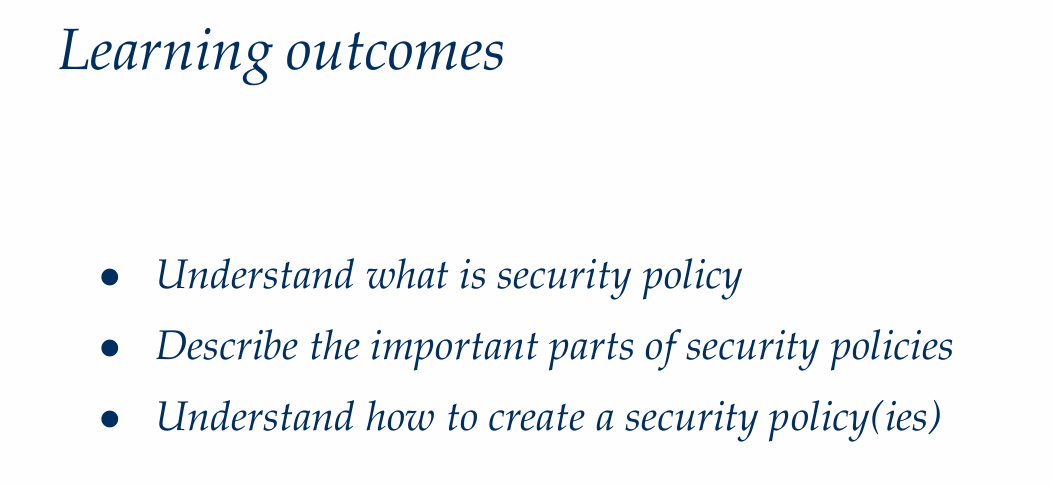 Learning outcomes
● Understand what is security policy
● Describe the important parts of security policies
● Understand how to create a security policy(ies)